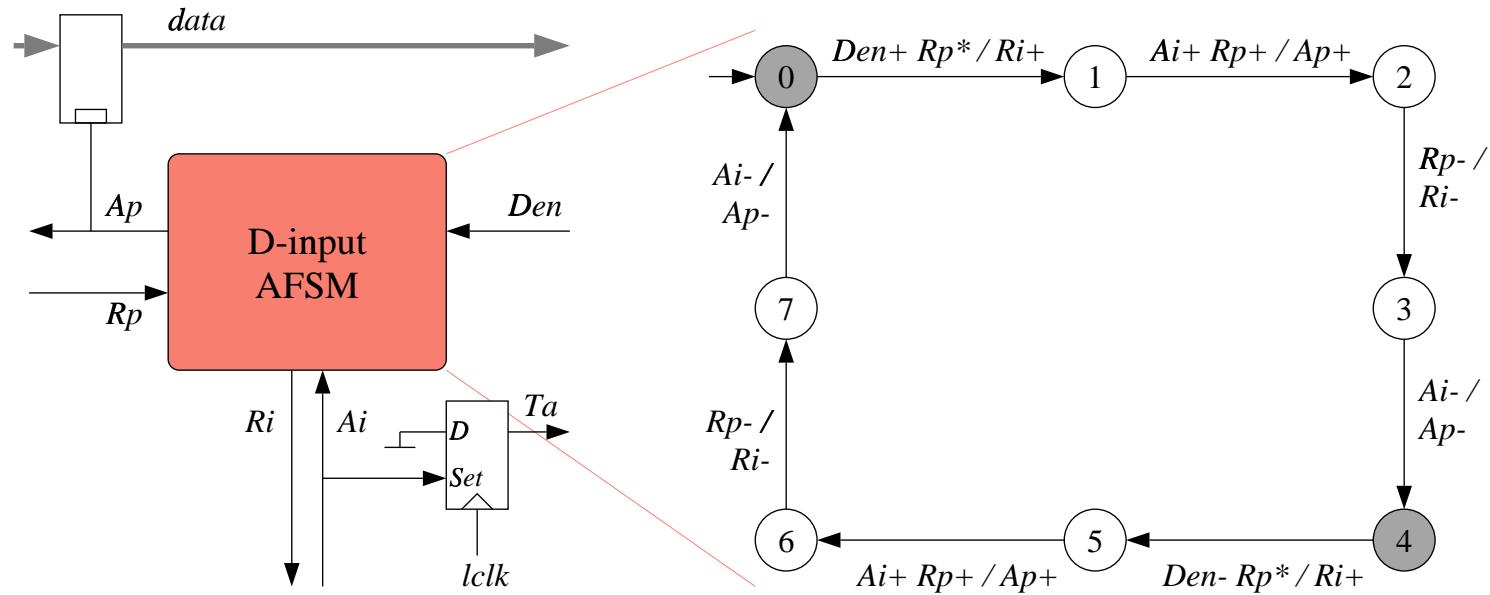 data
Ap
Rp
D-input
AFSM
Den
Ri
Ai
D
Set
Ta
lclk
0
Den+ Rp* / Ri+
1
Ai+ Rp+ / Ap+
2
Rp- /
Ri-
3
Ai- /
Ap-
4
Den- Rp* / Ri+
5
Ai+ Rp+ / Ap+
6
Rp- /
Ri-
7
Ai- /
Ap-